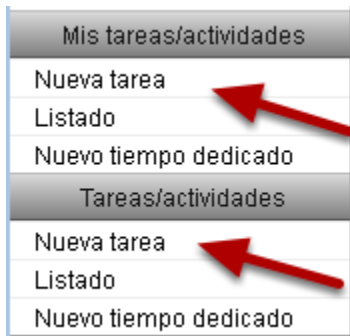 Mis tareas/actividades
Nueva tarea
Listado
Nuevo tiempo dedicado
Tareas/actividades
Nueva tarea
Listado
Nuevo tiempo dedicado